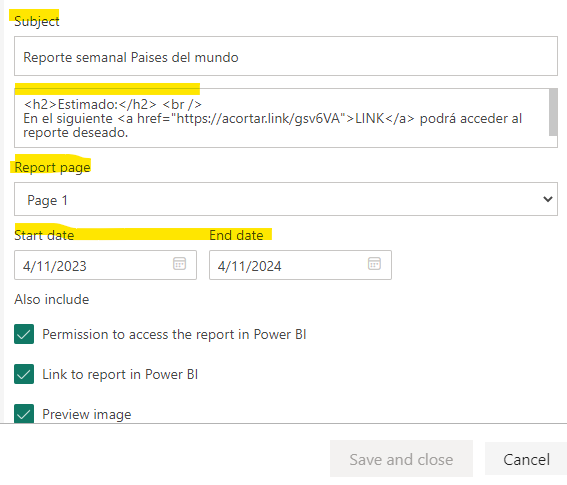 Subject
Reporte semanal Paises del mundo
<h2>Estimado:</h2> <br />
En el siguiente <a href="https://acortar.link/gsv6VA">LINK</a> podrá acceder al
reporte deseado.
Report page
Page 1
Start date End date
4/11/2023 4/11/2024
Also include
Permission to access the report in Power BI
Link to report in Power BI
Preview image
Save and close Cancel